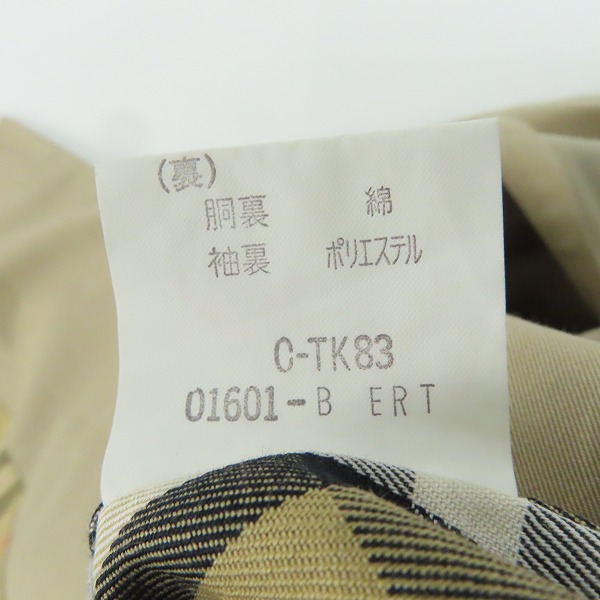 (裏)
胴裏 綿
袖裏 ポリエステル
C-TK83
01601-B ERT